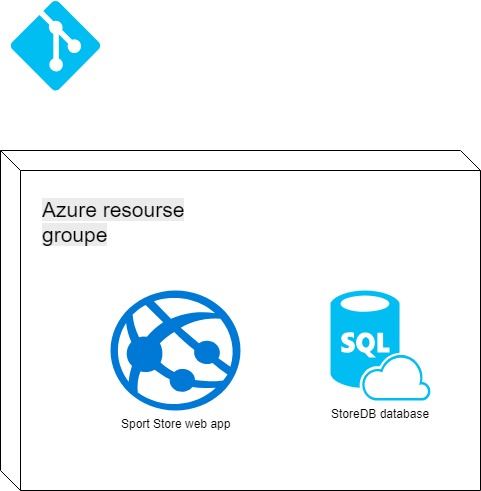 Azure resourse
groupe
SQL
Sport Store web app
StoreDB database